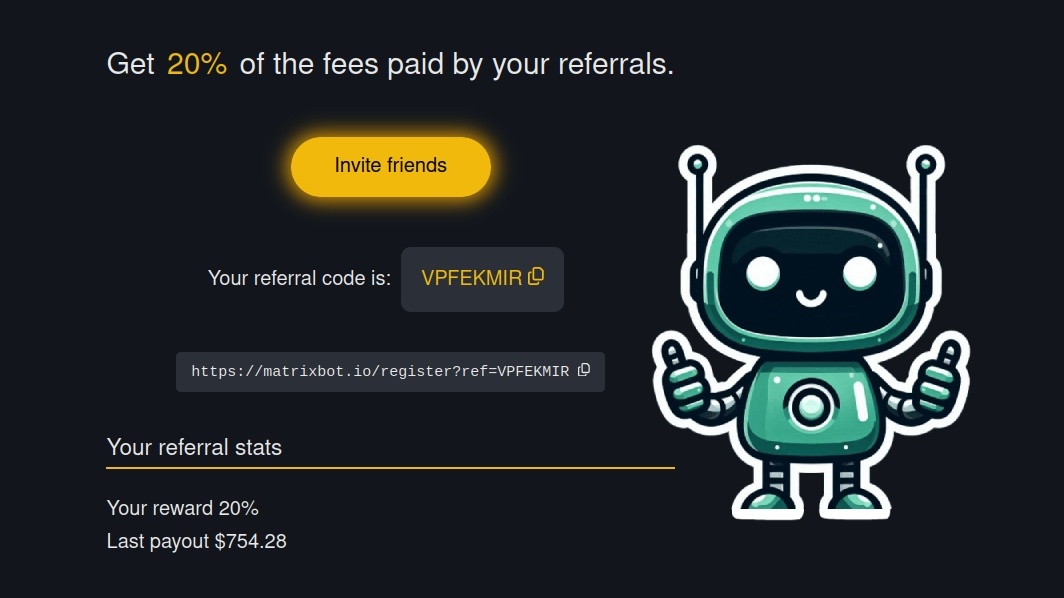 Get 20% of the fees paid by your referrals.
Invite friends
Your referral code is: VPFEKMIR
https://matrixbot.io/register?ref=VPFEKMIR
Your referral stats
Your reward 20%
Last payout $754.28